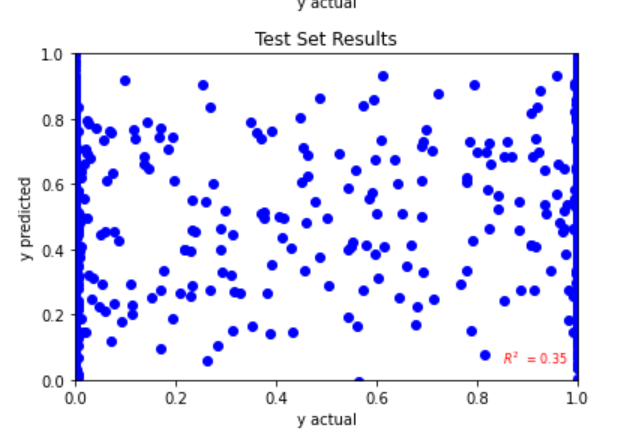 y actual
Test Set Results
1.0
0.8
0.6
0.4
0.2
0.0
y predicted
R² = 0.35
0.0 0.2 0.4 0.6 0.8 1.0
y actual